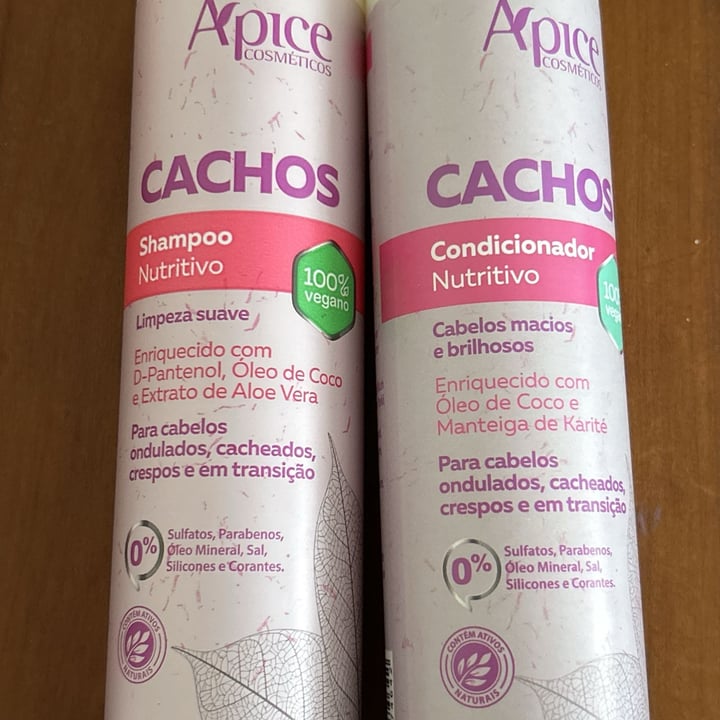 Apice
COSMÉTICOS
CACHOS
Shampoo
Nutritivo
100%
vegano
Limpeza suave
Enriquecido com
D-Pantenol, Óleo de Coco
e Extrato de Aloe Vera
Para cabelos
ondulados, cacheados,
crespos e em transição
0%
Sulfatos, Parabenos,
Óleo Mineral, Sal,
Silicones e Corantes.
CONTÉM ATIVOS
NATURAIS
Apice
COSMÉTICOS
CACHOS
Condicionador
Nutritivo
Cabelos macios
e brilhosos
Enriquecido com
Óleo de Coco e
Manteiga de Karité
Para cabelos
ondulados, cacheados,
crespos e em transição
0%
Sulfatos, Parabenos,
Óleo Mineral, Sal,
Silicones e Corantes.
CONTÉM ATIVOS
NATURAIS